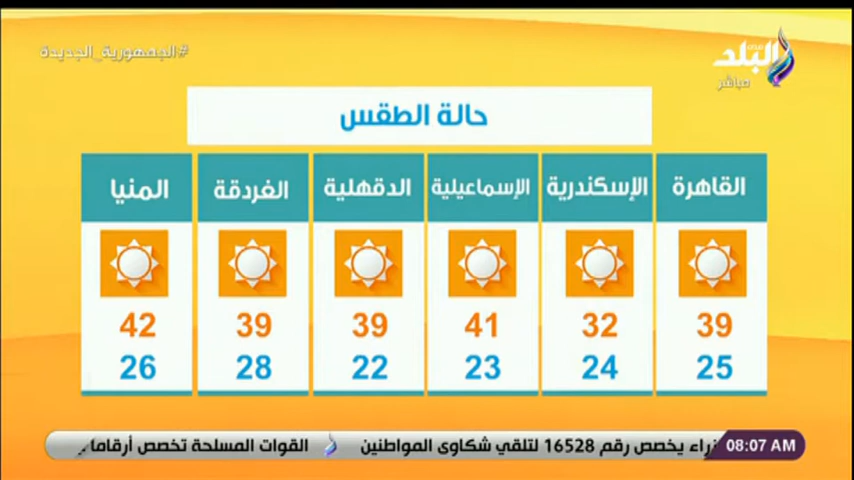 #الجمهورية_الجديدة
صدى البلد
مباشر
حالة الطقس
القاهرة الإسكندرية الإسماعيلية الدقهلية الغردقة المنيا
39 32 41 39 39 42
25 24 23 22 28 26
08:07 AM
يخصص رقم 16528 لتلقي شكاوى المواطنين القوات المسلحة تخصص